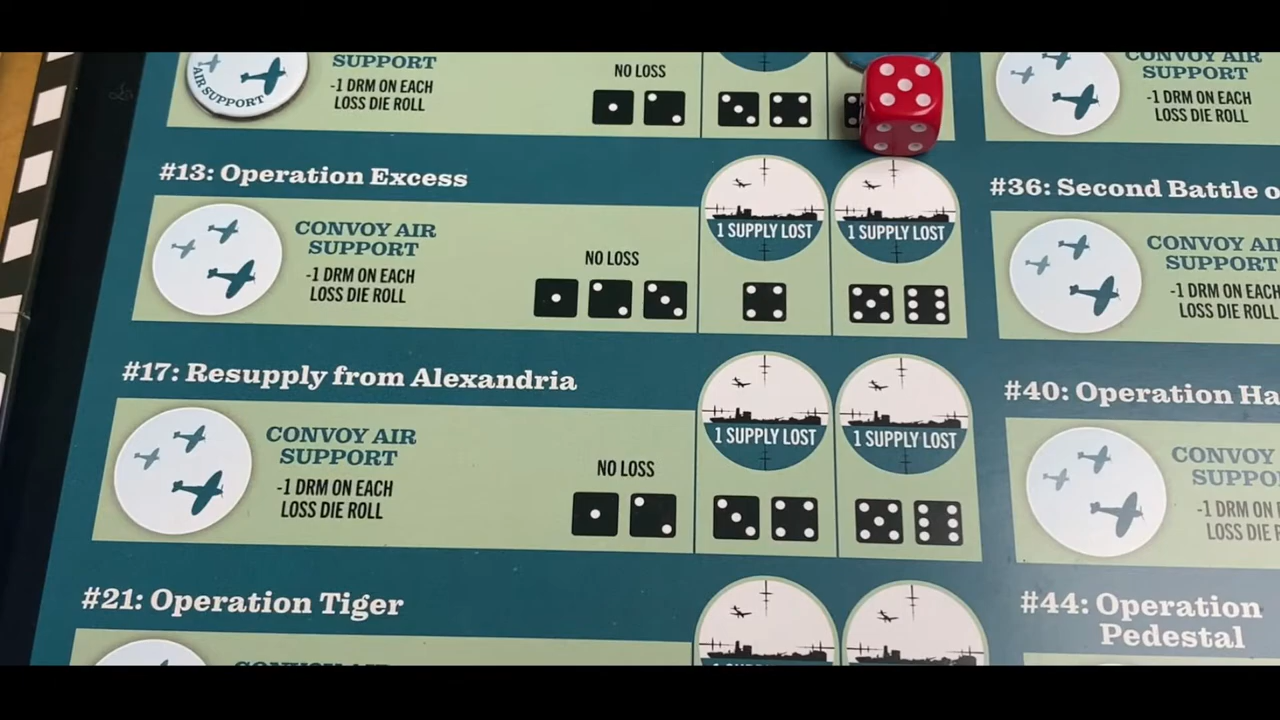 SUPPORT
-1 DRM ON EACH
LOSS DIE ROLL
AIR SUPPORT
NO LOSS
CONVOY AIR
SUPPORT
-1 DRM ON EACH
LOSS DIE ROLL
#13: Operation Excess
CONVOY AIR
SUPPORT
-1 DRM ON EACH
LOSS DIE ROLL
NO LOSS
1 SUPPLY LOST
1 SUPPLY LOST
#36: Second Battle o
CONVOY AI
SUPPORT
-1 DRM ON EACH
LOSS DIE ROLL
#17: Resupply from Alexandria
CONVOY AIR
SUPPORT
-1 DRM ON EACH
LOSS DIE ROLL
NO LOSS
1 SUPPLY LOST
1 SUPPLY LOST
#40: Operation Ha
CONVOY
SUPPO
-1 DRM ON
LOSS DIE
#21: Operation Tiger
CONVOY AIR
#44: Operation
Pedestal